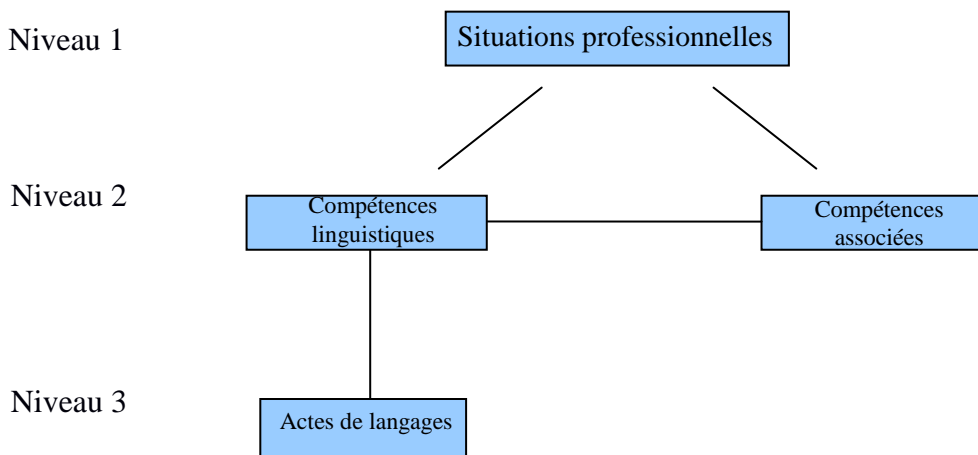 Niveau 1
Situations professionnelles
Niveau 2
Compétences
linguistiques
Compétences
associées
Niveau 3
Actes de langages